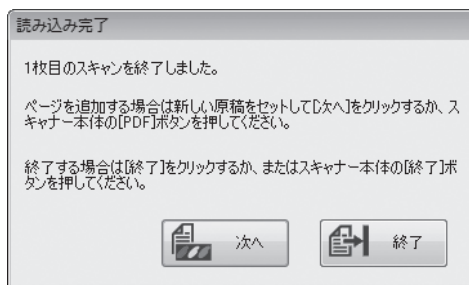 読み込み完了
1枚目のスキャンを終了しました。
ページを追加する場合は新しい原稿をセットして[次へ]をクリックするか、ス
キャナー本体の[PDF]ボタンを押してください。
終了する場合は[終了]をクリックするか、またはスキャナー本体の[終了]ボ
タンを押してください。
次へ
終了